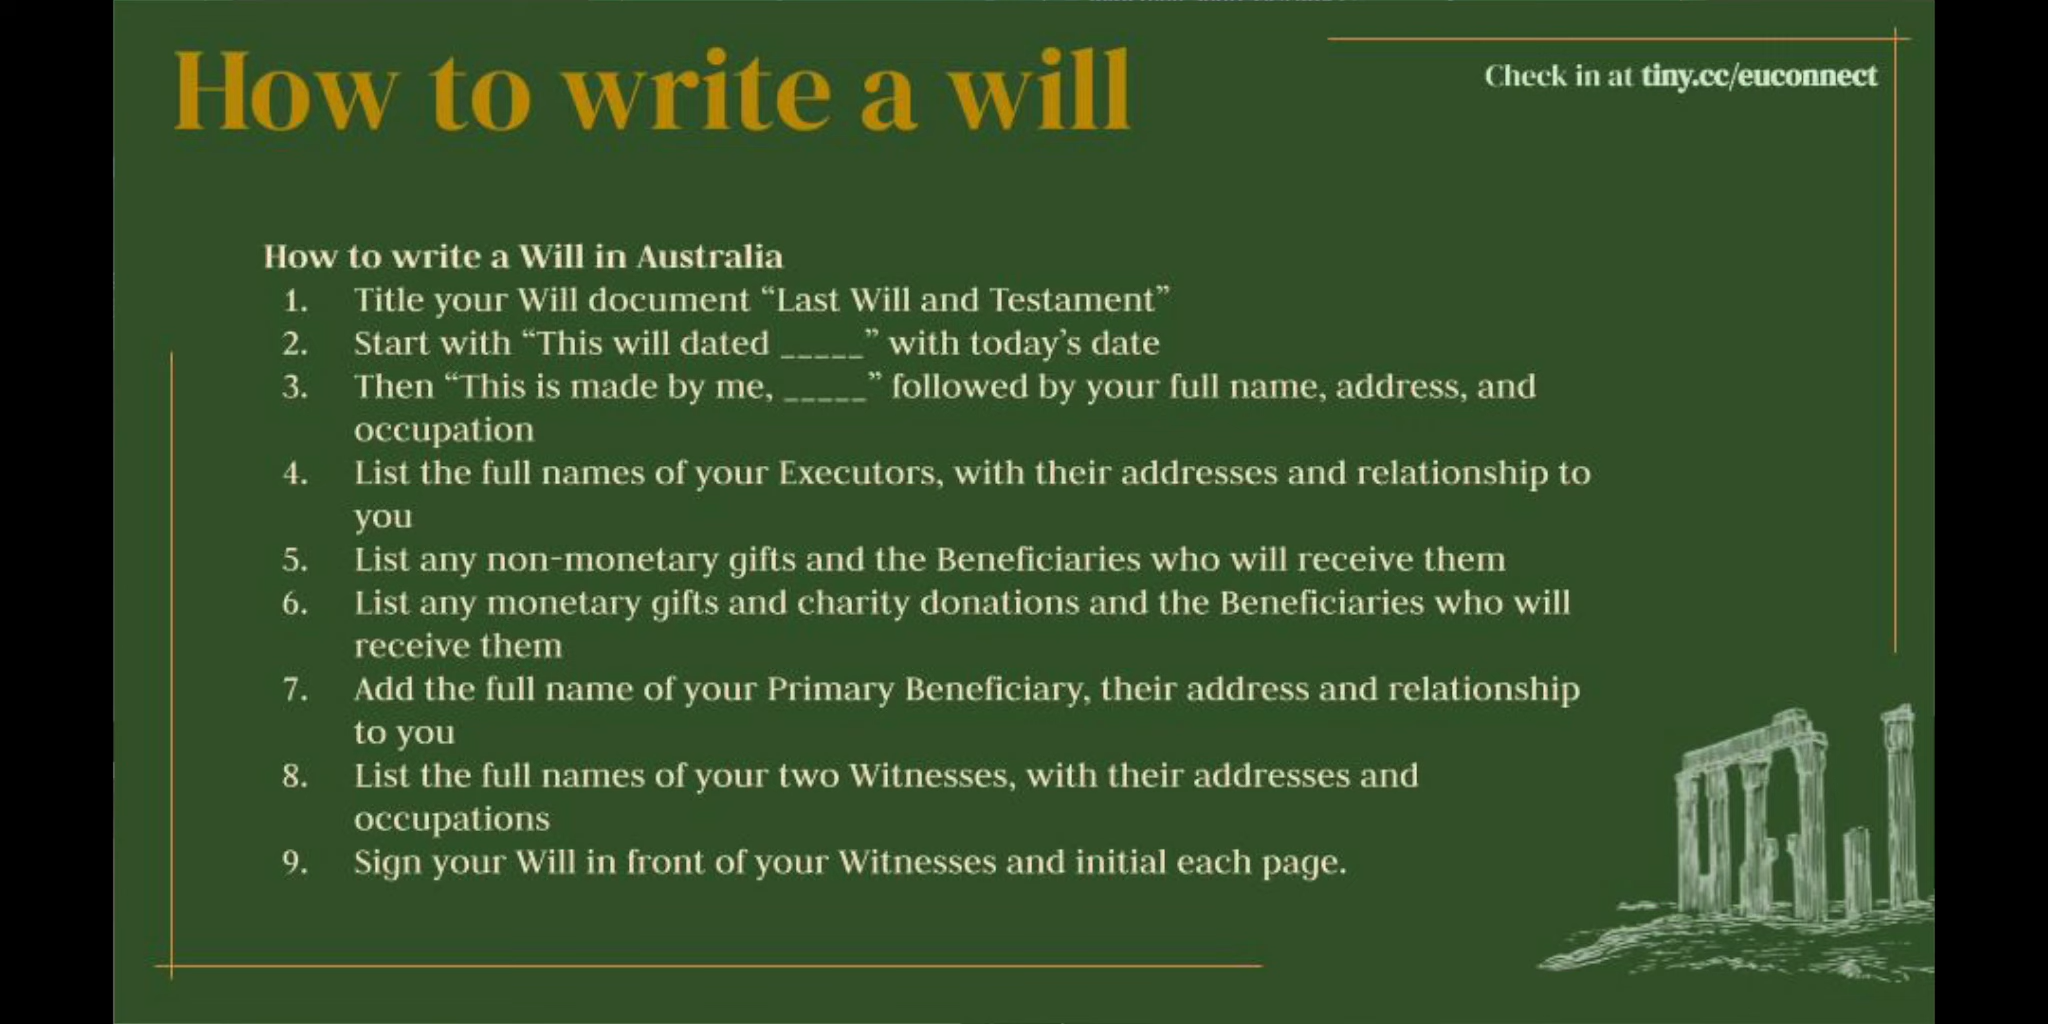 How to write a will
Check in at tiny.cc/euconnect
How to write a Will in Australia
1. Title your Will document “Last Will and Testament”
2. Start with “This will dated _____” with today’s date
3. Then “This is made by me, _____” followed by your full name, address, and
occupation
4. List the full names of your Executors, with their addresses and relationship to
you
5. List any non-monetary gifts and the Beneficiaries who will receive them
6. List any monetary gifts and charity donations and the Beneficiaries who will
receive them
7. Add the full name of your Primary Beneficiary, their address and relationship
to you
8. List the full names of your two Witnesses, with their addresses and
occupations
9. Sign your Will in front of your Witnesses and initial each page.